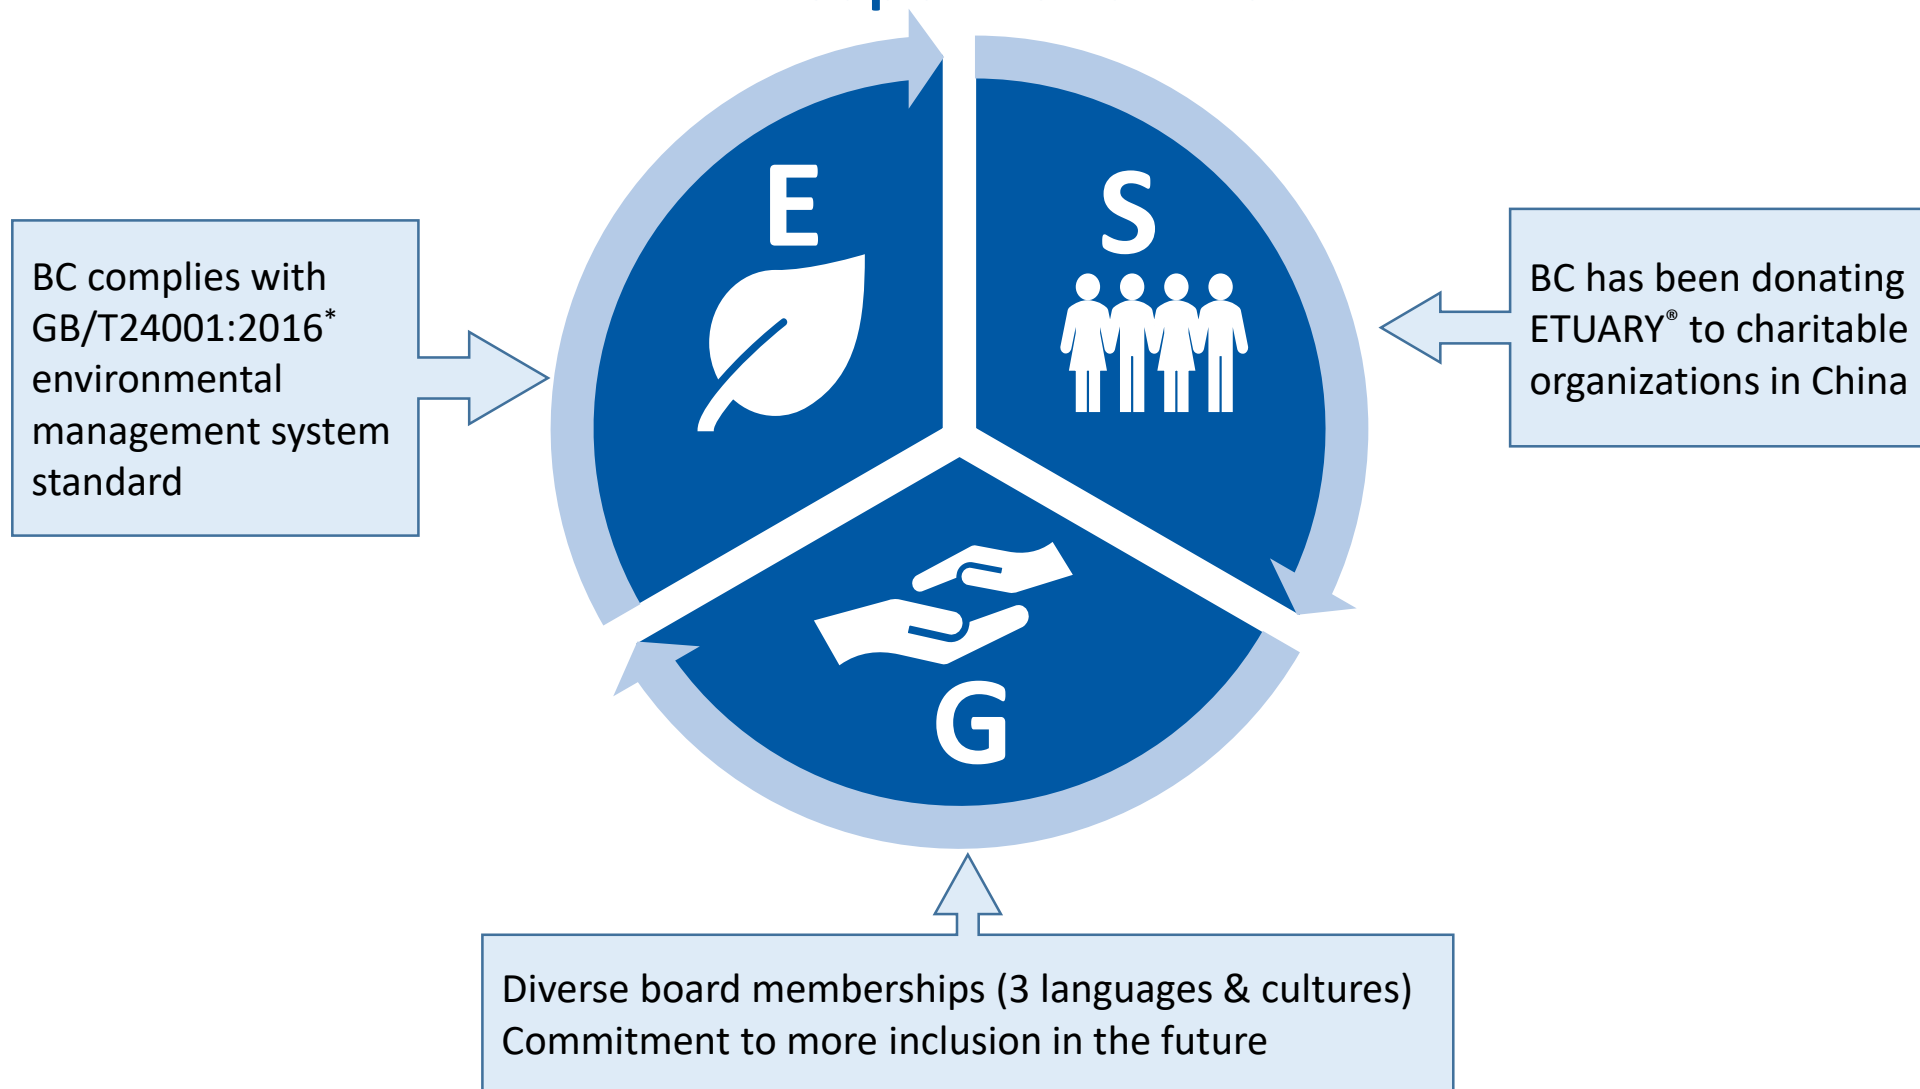 E
S
BC complies with
GB/T24001:2016*
environmental
management system
standard
BC has been donating
ETUARY® to charitable
organizations in China
G
Diverse board memberships (3 languages & cultures)
Commitment to more inclusion in the future